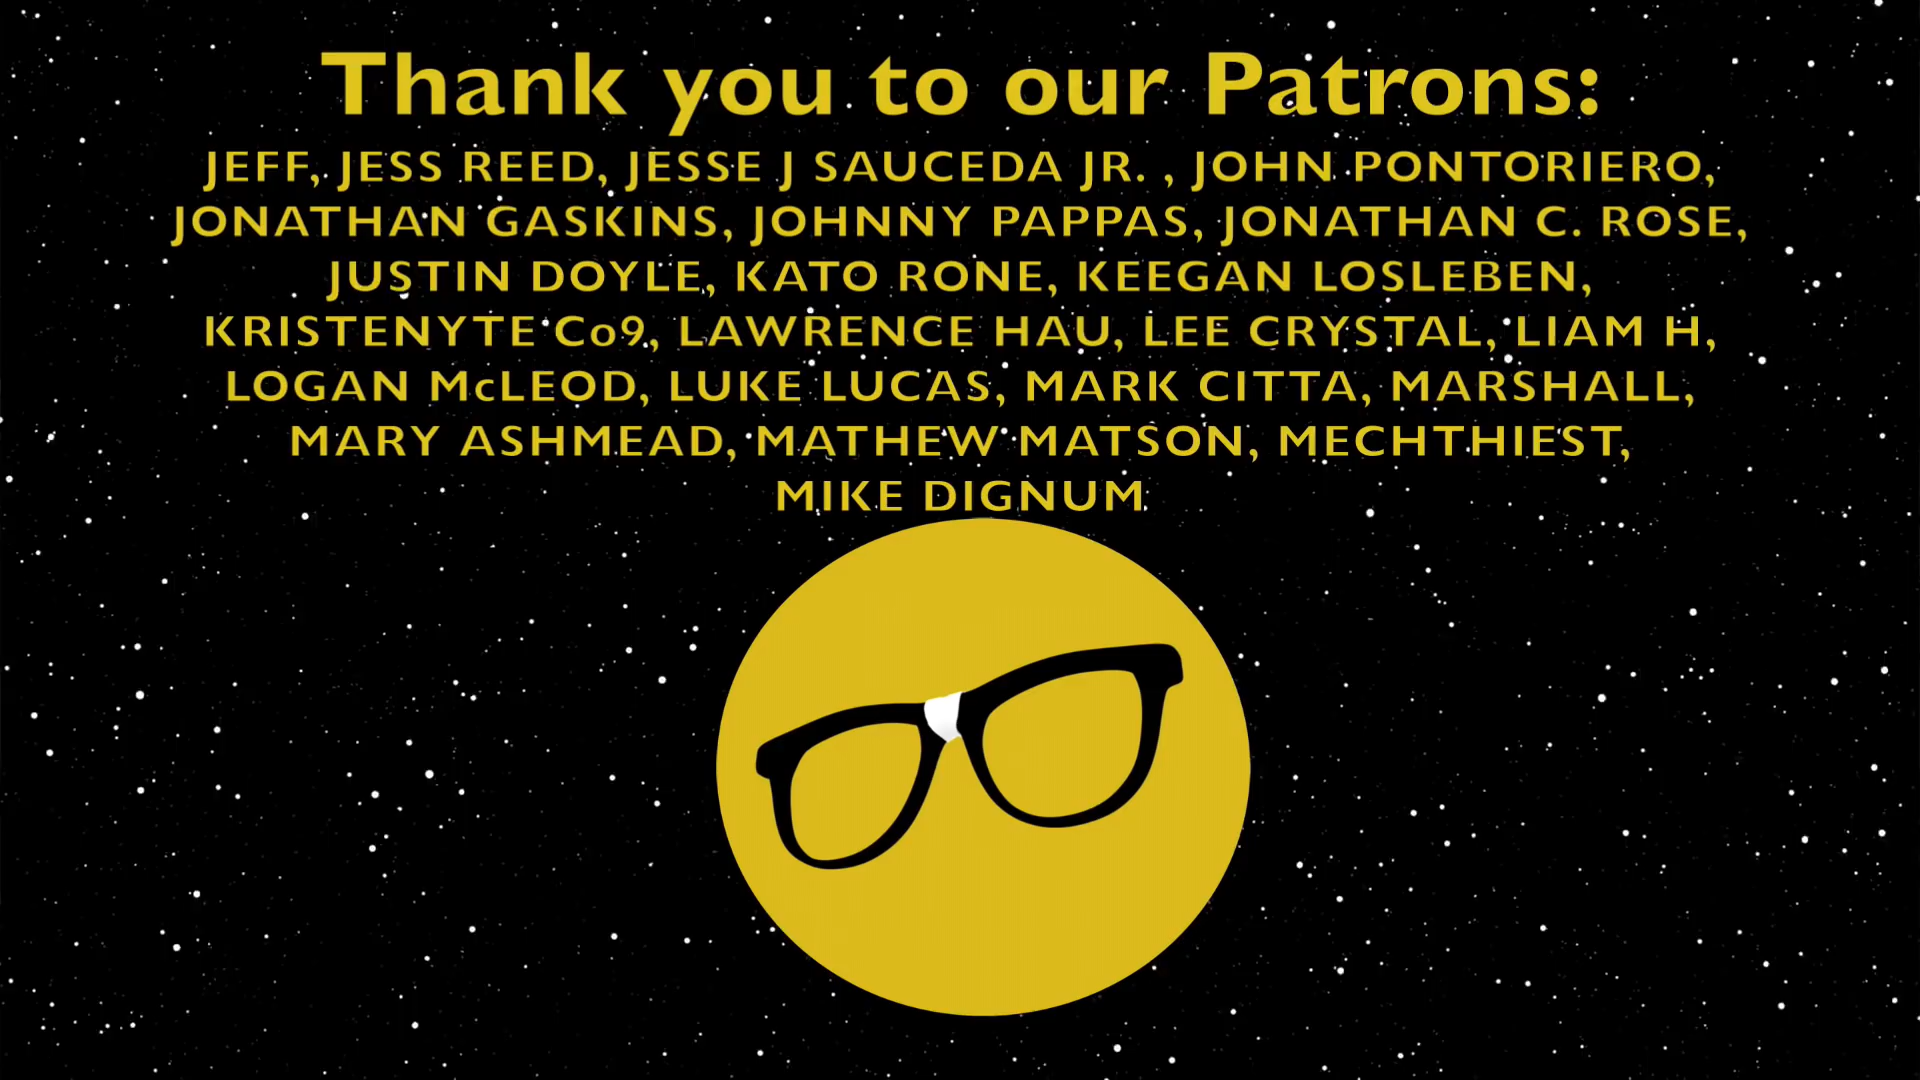 Thank you to our Patrons:
JEFF, JESS REED, JESSE J SAUCEDA JR. , JOHN PONTORIERO,
JONATHAN GASKINS, JOHNNY PAPPAS, JONATHAN C. ROSE,
JUSTIN DOYLE, KATO RONE, KEEGAN LOSLEBEN,
KRISTENYTE Co9, LAWRENCE HAU, LEE CRYSTAL, LIAM H,
LOGAN McLEOD, LUKE LUCAS, MARK CITTA, MARSHALL,
MARY ASHMEAD, MATHEW MATSON, MECHTHIEST,
MIKE DIGNUM